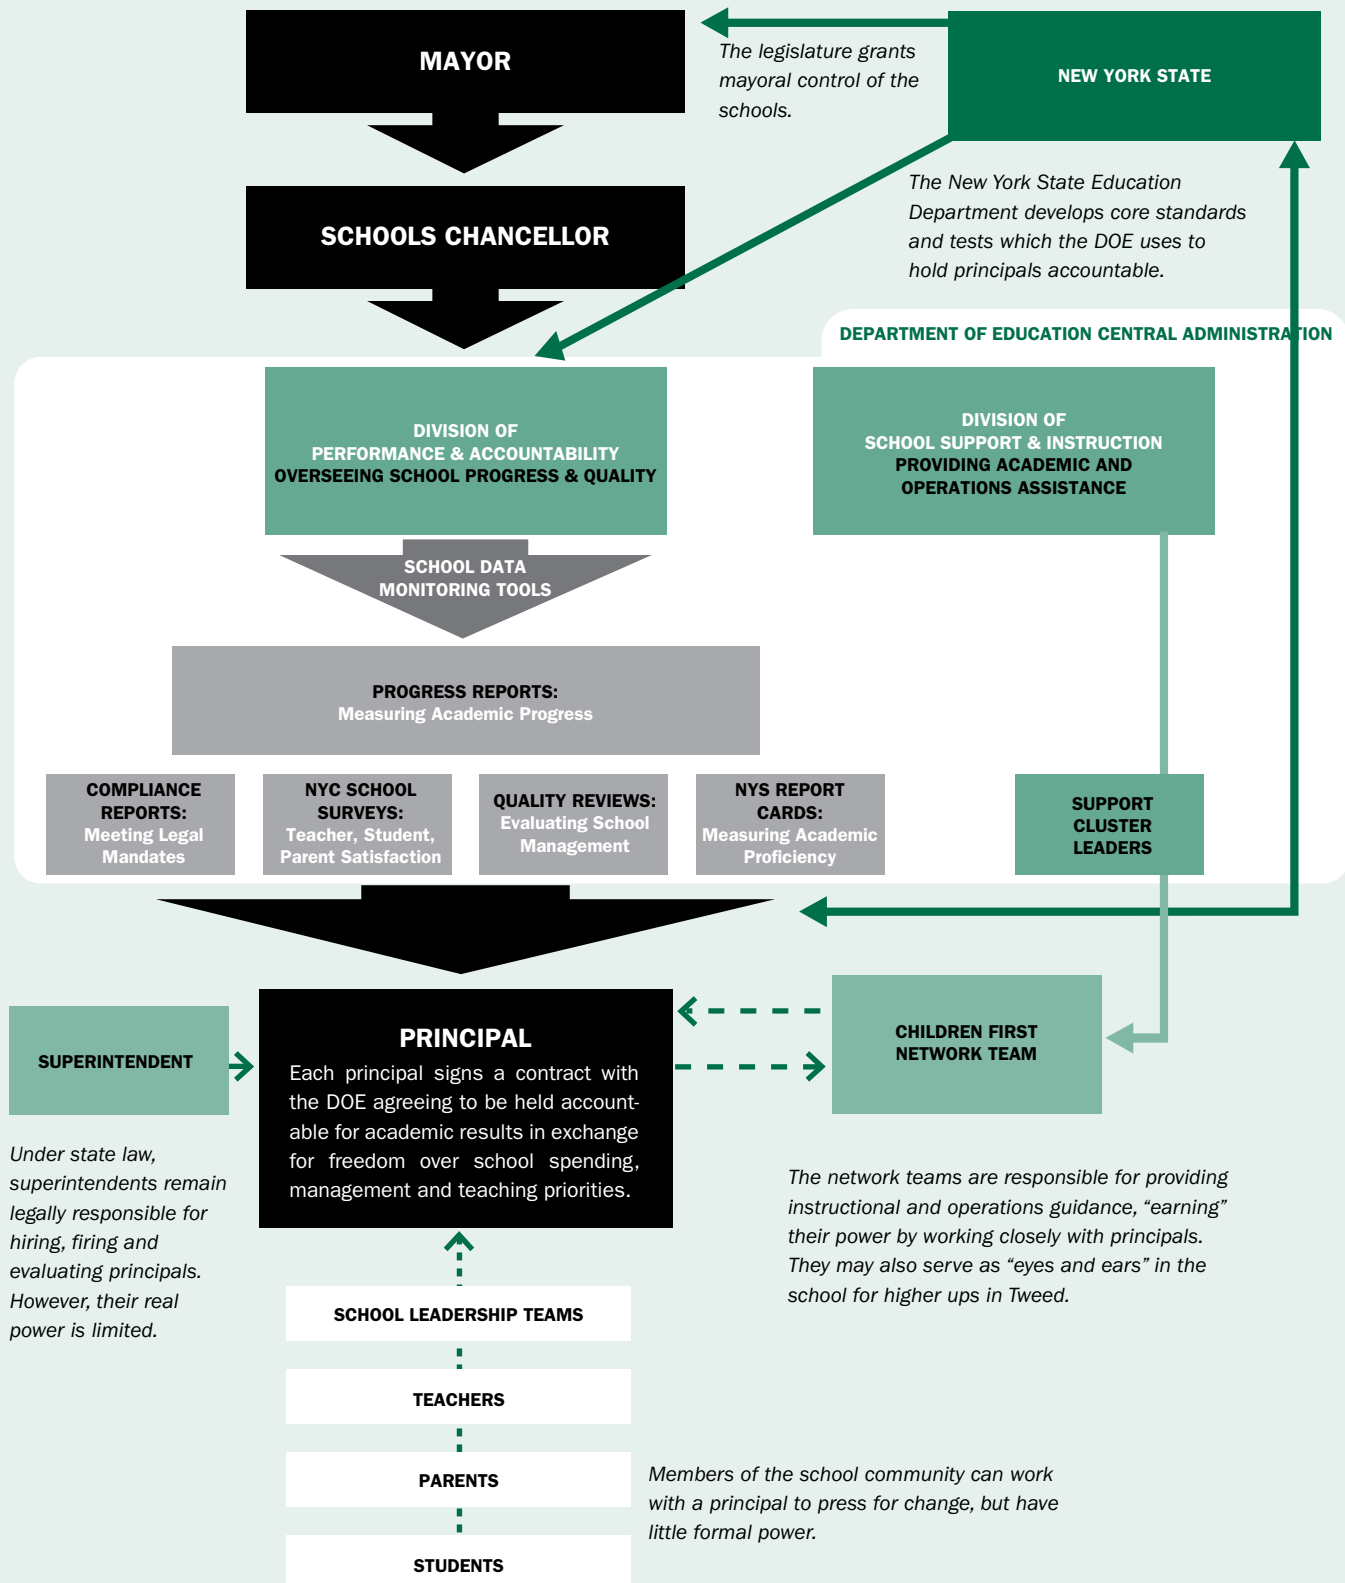 MAYOR
The legislature grants
mayoral control of the
schools.
NEW YORK STATE
The New York State Education
Department develops core standards
and tests which the DOE uses to
hold principals accountable.
SCHOOLS CHANCELLOR
DEPARTMENT OF EDUCATION CENTRAL ADMINISTRATION
DIVISION OF
PERFORMANCE & ACCOUNTABILITY
OVERSEEING SCHOOL PROGRESS & QUALITY
DIVISION OF
SCHOOL SUPPORT & INSTRUCTION
PROVIDING ACADEMIC AND
OPERATIONS ASSISTANCE
SCHOOL DATA
MONITORING TOOLS
PROGRESS REPORTS:
Measuring Academic Progress
COMPLIANCE
REPORTS:
Meeting Legal
Mandates
NYC SCHOOL
SURVEYS:
Teacher, Student,
Parent Satisfaction
QUALITY REVIEWS:
Evaluating School
Management
NYS REPORT
CARDS:
Measuring Academic
Proficiency
SUPPORT
CLUSTER
LEADERS
SUPERINTENDENT
Under state law,
superintendents remain
legally responsible for
hiring, firing and
evaluating principals.
However, their real
power is limited.
PRINCIPAL
Each principal signs a contract with
the DOE agreeing to be held account-
able for academic results in exchange
for freedom over school spending,
management and teaching priorities.
CHILDREN FIRST
NETWORK TEAM
The network teams are responsible for providing
instructional and operations guidance, “earning”
their power by working closely with principals.
They may also serve as “eyes and ears” in the
school for higher ups in Tweed.
SCHOOL LEADERSHIP TEAMS
TEACHERS
PARENTS
STUDENTS
Members of the school community can work
with a principal to press for change, but have
little formal power.